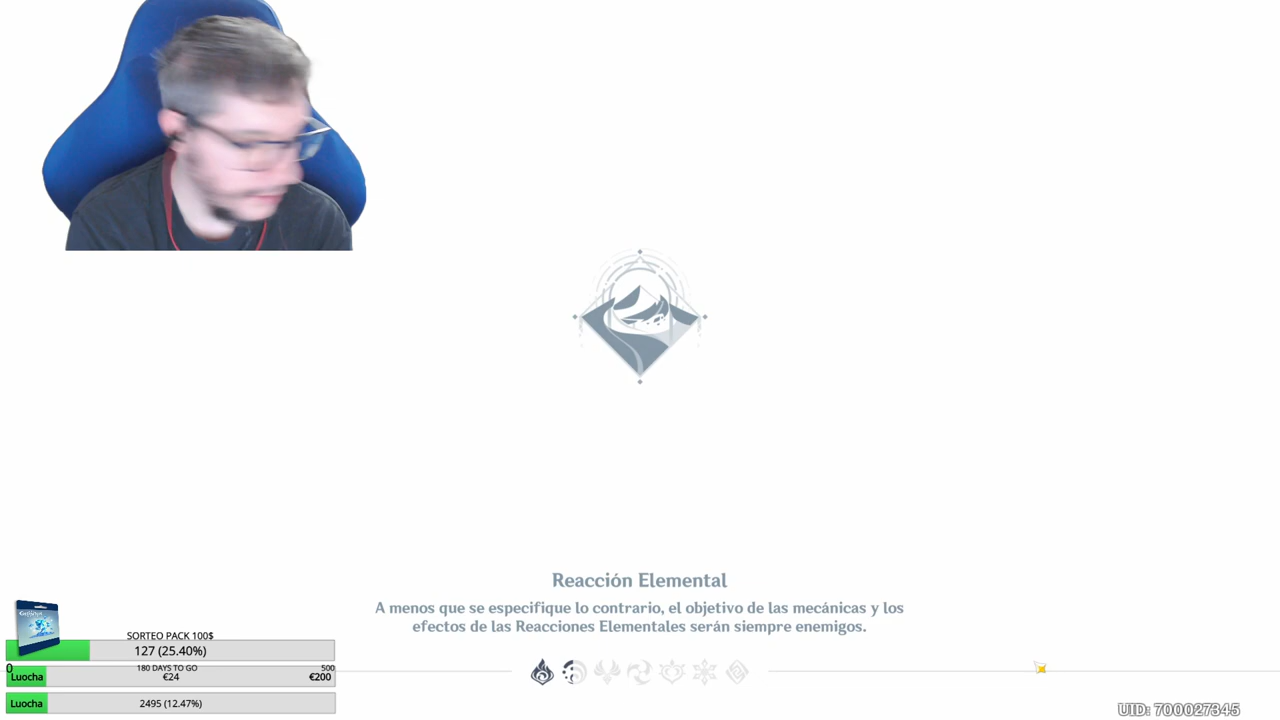 Reacción Elemental
A menos que se especifique lo contrario, el objetivo de las mecánicas y los
efectos de las Reacciones Elementales serán siempre enemigos.
SORTEO PACK 100$
127 (25.40%)
0
180 DAYS TO GO
500
Luocha
€24
€200
Luocha
2495 (12.47%)
UID: 700027345